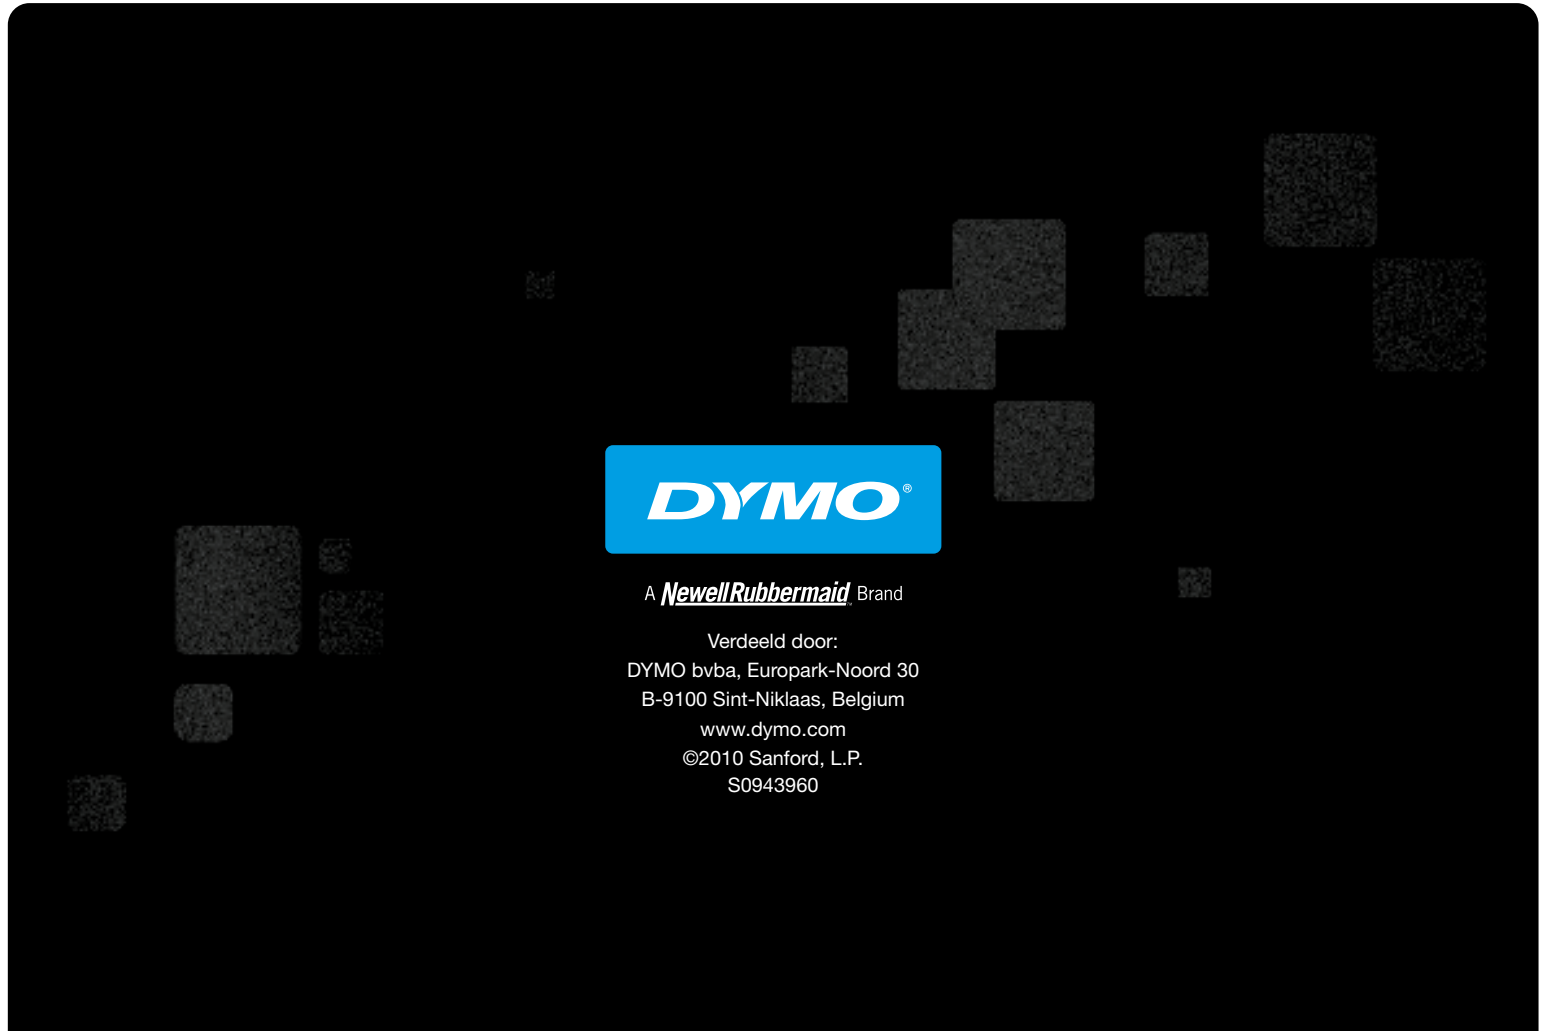 DYMO®
A NewellRubbermaid™ Brand
Verdeeld door:
DYMO bvba, Europark-Noord 30
B-9100 Sint-Niklaas, Belgium
www.dymo.com
©2010 Sanford, L.P.
S0943960